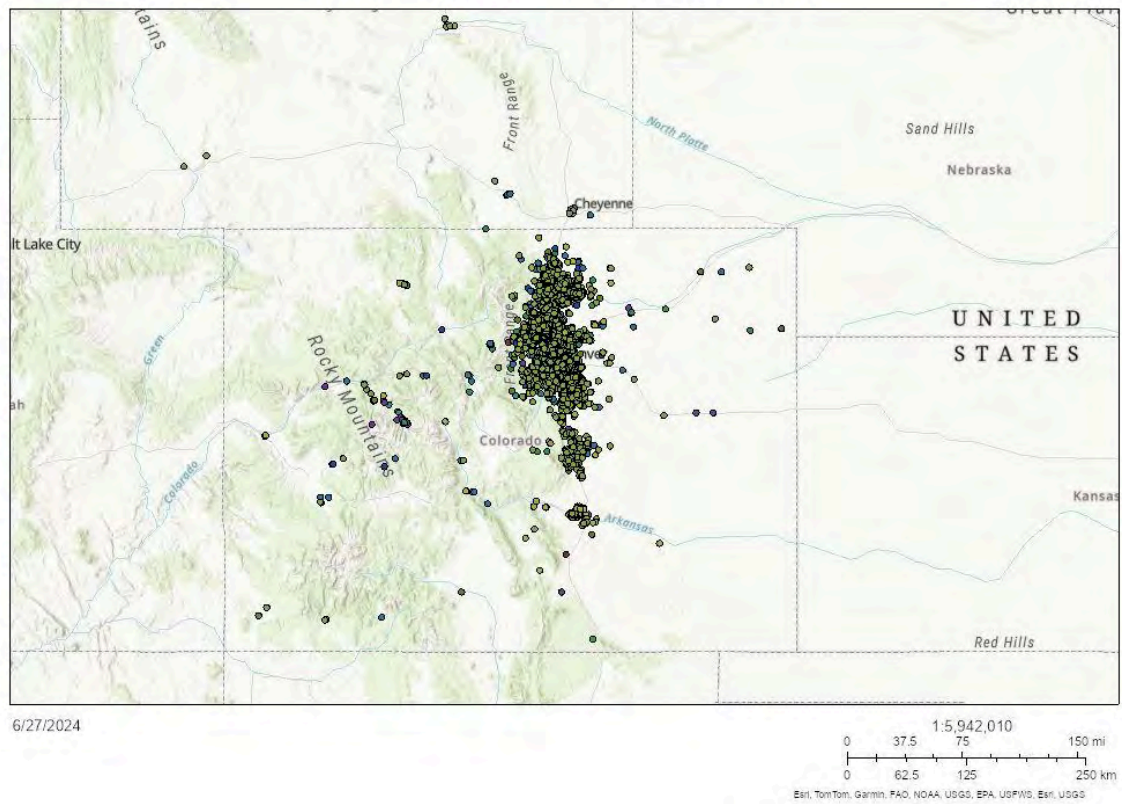 tains
Front Range
North Platte
Sand Hills
Nebraska
Cheyenne
lt Lake City
UNITED
STATES
Green
Rocky Mountains
ah
Colorado
Colorado
Kansas
Arkansas
Red Hills
6/27/2024
1:5,942,010
0 37.5 75 150 mi
0 62.5 125 250 km
Esri, TomTom, Garmin, FAO, NOAA, USGS, EPA, USFWS, Esri, USGS